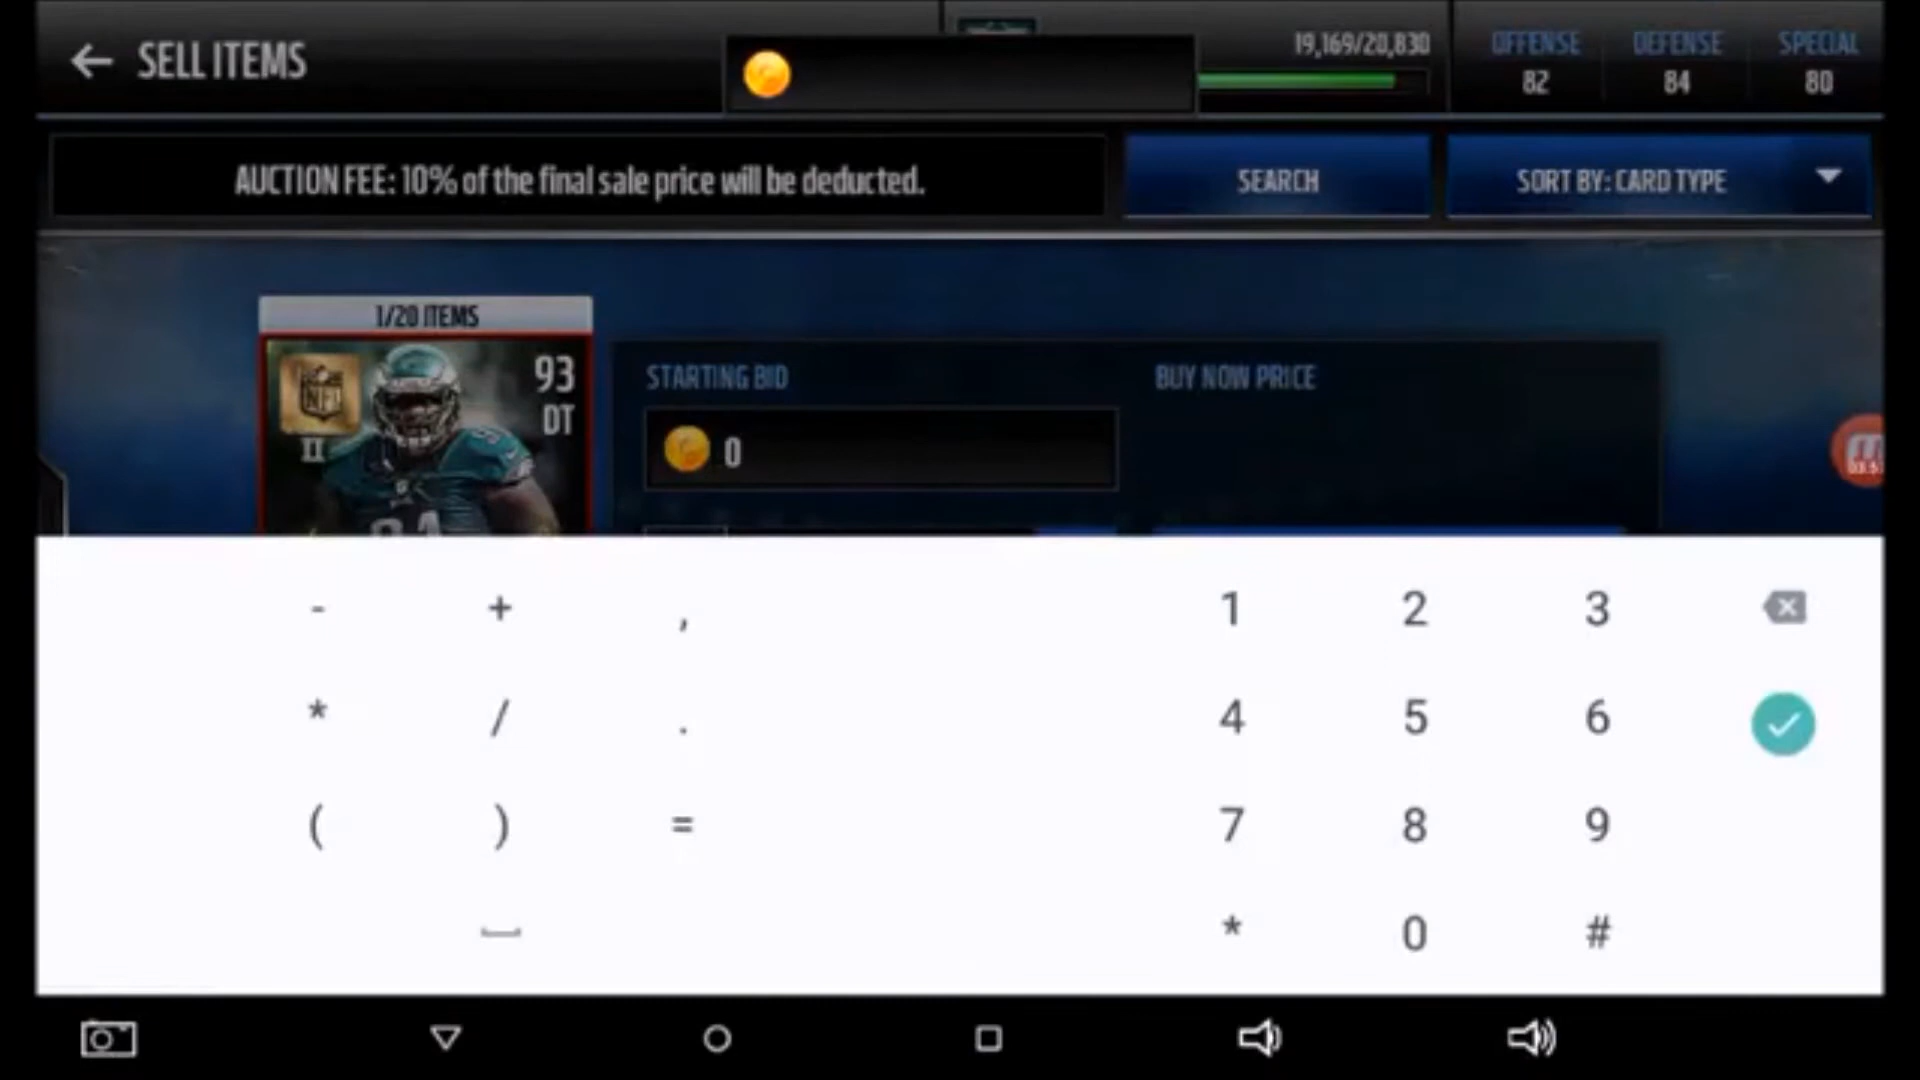 SELL ITEMS
19,169/20,830
OFFENSE
82
DEFENSE
84
SPECIAL
80
AUCTION FEE: 10% of the final sale price will be deducted.
SEARCH
SORT BY: CARD TYPE
1/20 ITEMS
NFL
II
93
DT
STARTING BID
0
BUY NOW PRICE
- + , 1 2 3
* / . 4 5 6
( ) = 7 8 9
* 0 #